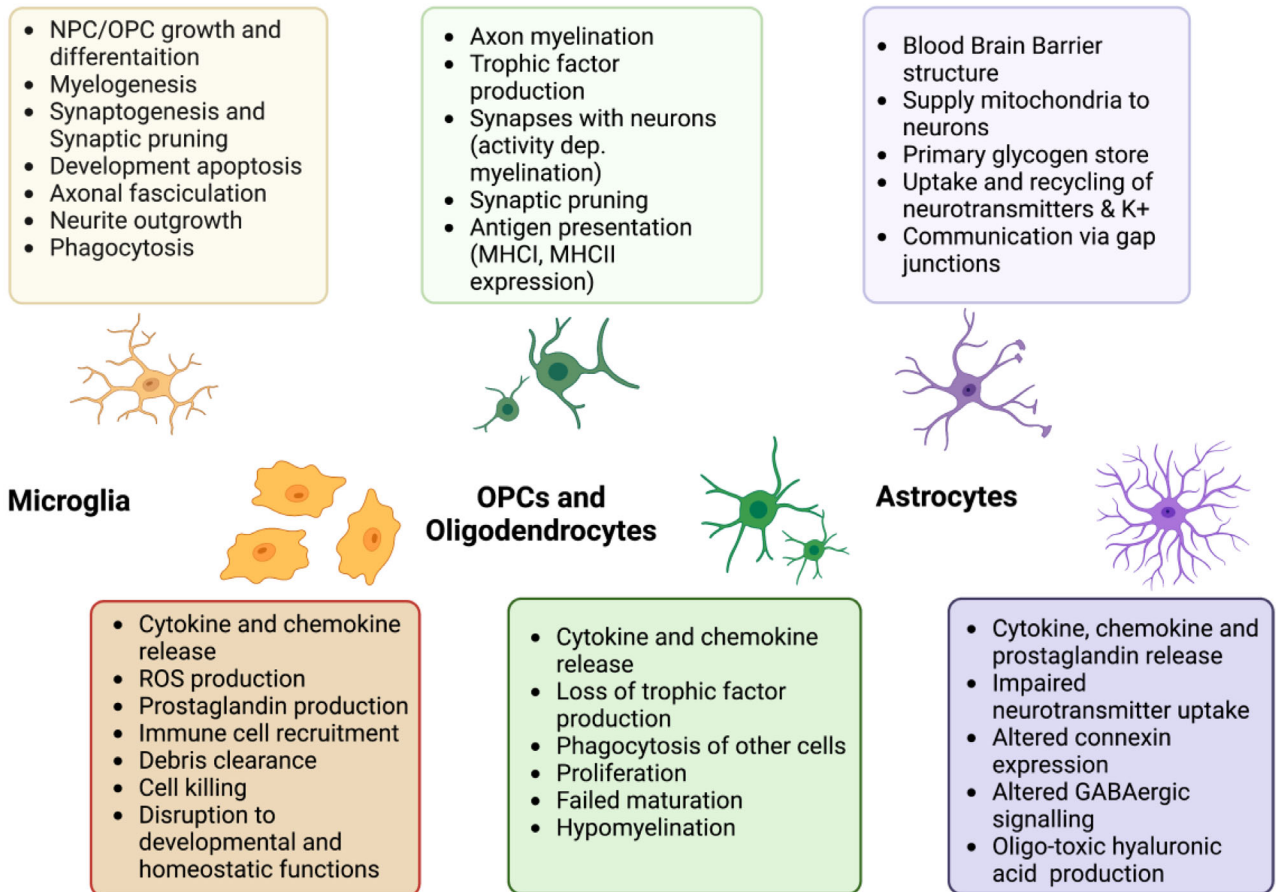 • NPC/OPC growth and
differentaition
• Myelogenesis
• Synaptogenesis and
Synaptic pruning
• Development apoptosis
• Axonal fasciculation
• Neurite outgrowth
• Phagocytosis
• Axon myelination
• Trophic factor
production
• Synapses with neurons
(activity dep.
myelination)
• Synaptic pruning
• Antigen presentation
(MHCI, MHCII
expression)
• Blood Brain Barrier
structure
• Supply mitochondria to
neurons
• Primary glycogen store
• Uptake and recycling of
neurotransmitters & K+
• Communication via gap
junctions
Microglia
OPCs and
Oligodendrocytes
Astrocytes
• Cytokine and chemokine
release
• ROS production
• Prostaglandin production
• Immune cell recruitment
• Debris clearance
• Cell killing
• Disruption to
developmental and
homeostatic functions
• Cytokine and chemokine
release
• Loss of trophic factor
production
• Phagocytosis of other cells
• Proliferation
• Failed maturation
• Hypomyelination
• Cytokine, chemokine and
prostaglandin release
• Impaired
neurotransmitter uptake
• Altered connexin
expression
• Altered GABAergic
signalling
• Oligo-toxic hyaluronic
acid production